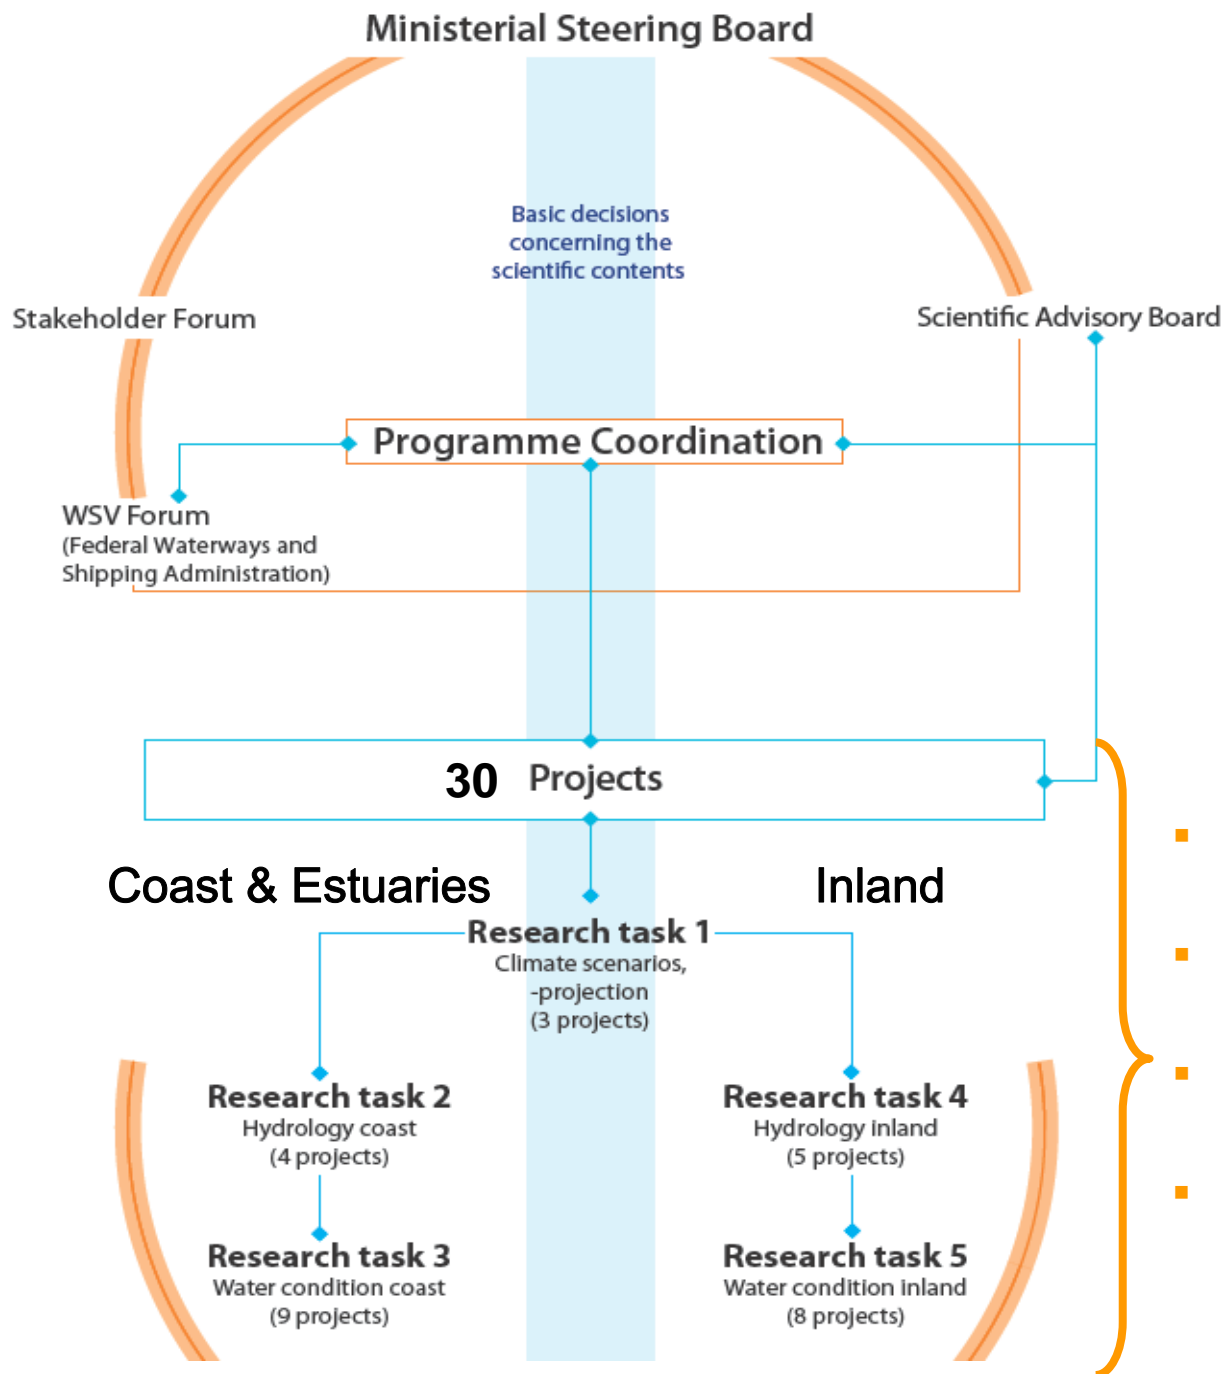 Ministerial Steering Board
Basic decisions
concerning the
scientific contents
Stakeholder Forum
Scientific Advisory Board
Programme Coordination
WSV Forum
(Federal Waterways and
Shipping Administration)
30 Projects
Coast & Estuaries
Inland
Research task 1
Climate scenarios,
-projection
(3 projects)
Research task 2
Hydrology coast
(4 projects)
Research task 4
Hydrology inland
(5 projects)
Research task 3
Water condition coast
(9 projects)
Research task 5
Water condition inland
(8 projects)